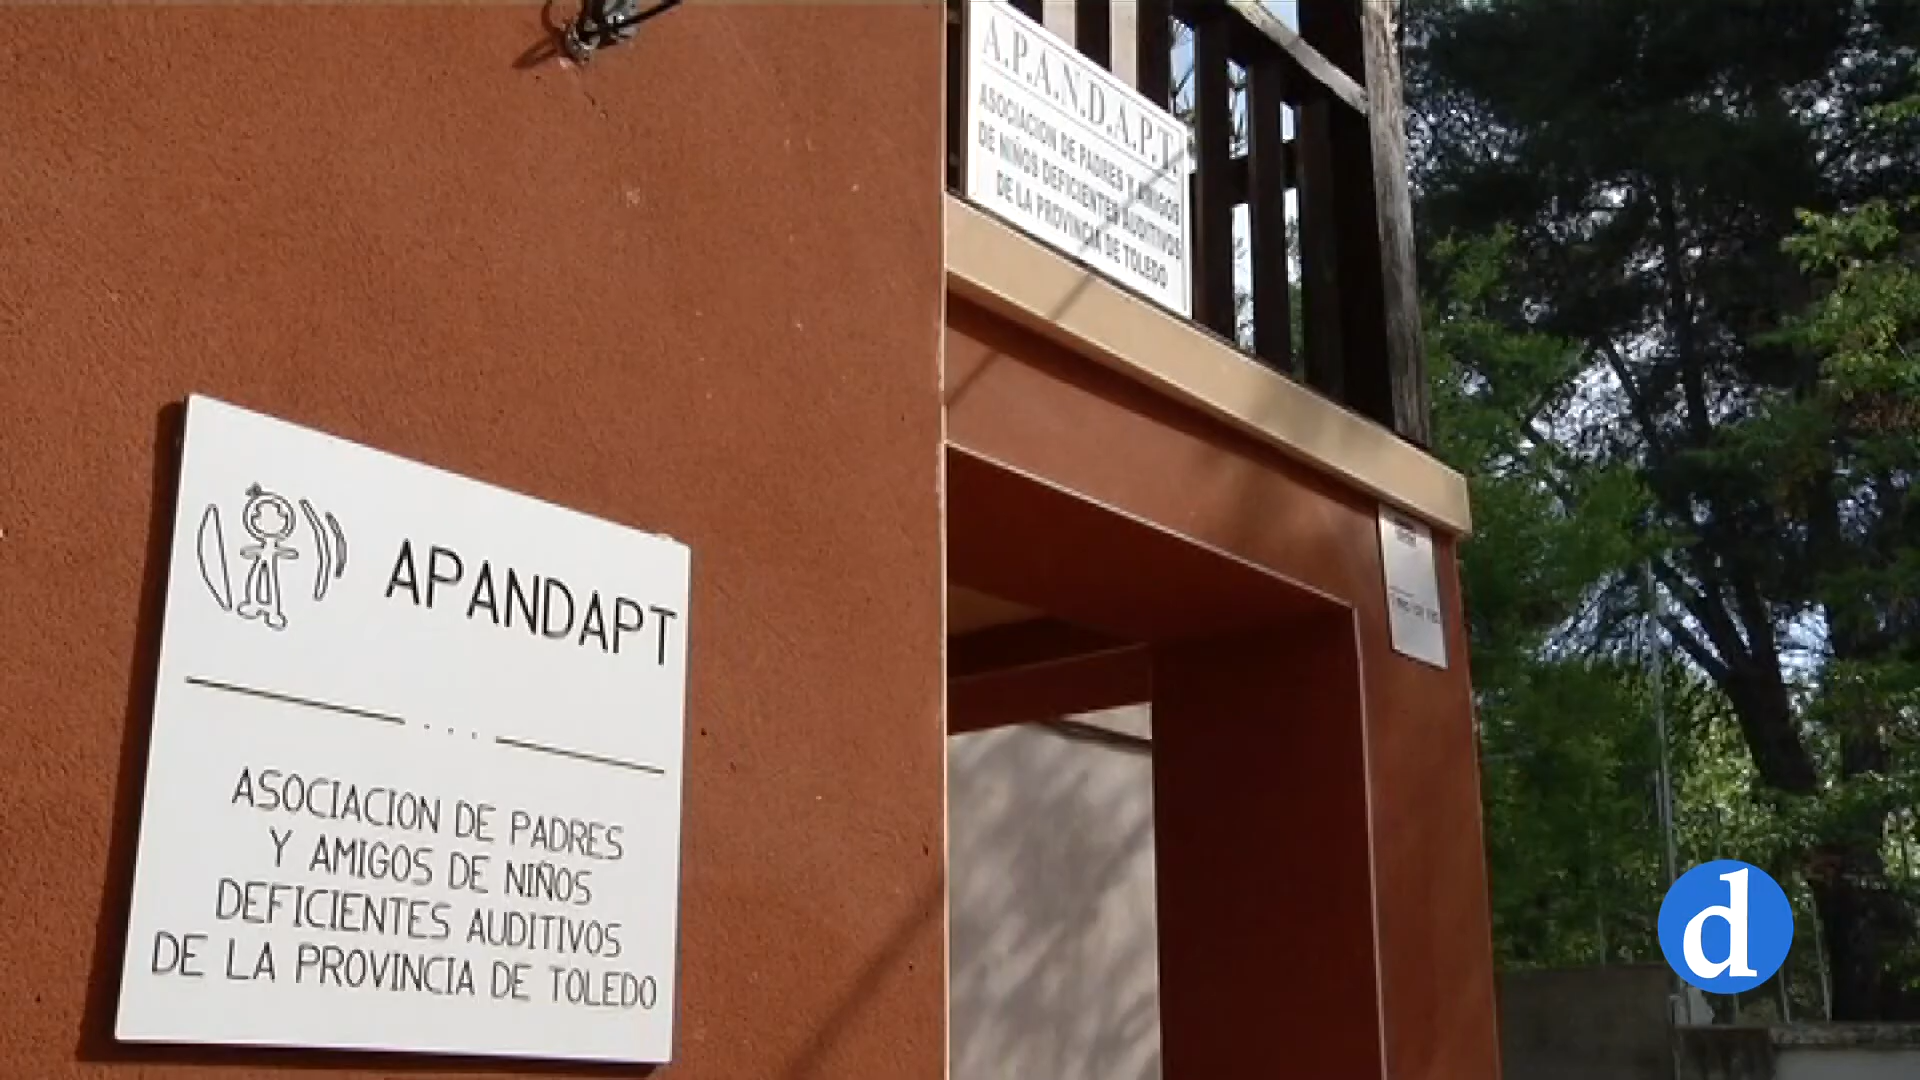 A.P.A.N.D.A.P.T.
ASOCIACION DE PADRES Y AMIGOS
DE NIÑOS DEFICIENTES AUDITIVOS
DE LA PROVINCIA DE TOLEDO
APANDAPT
ASOCIACION DE PADRES
Y AMIGOS DE NIÑOS
DEFICIENTES AUDITIVOS
DE LA PROVINCIA DE TOLEDO
d